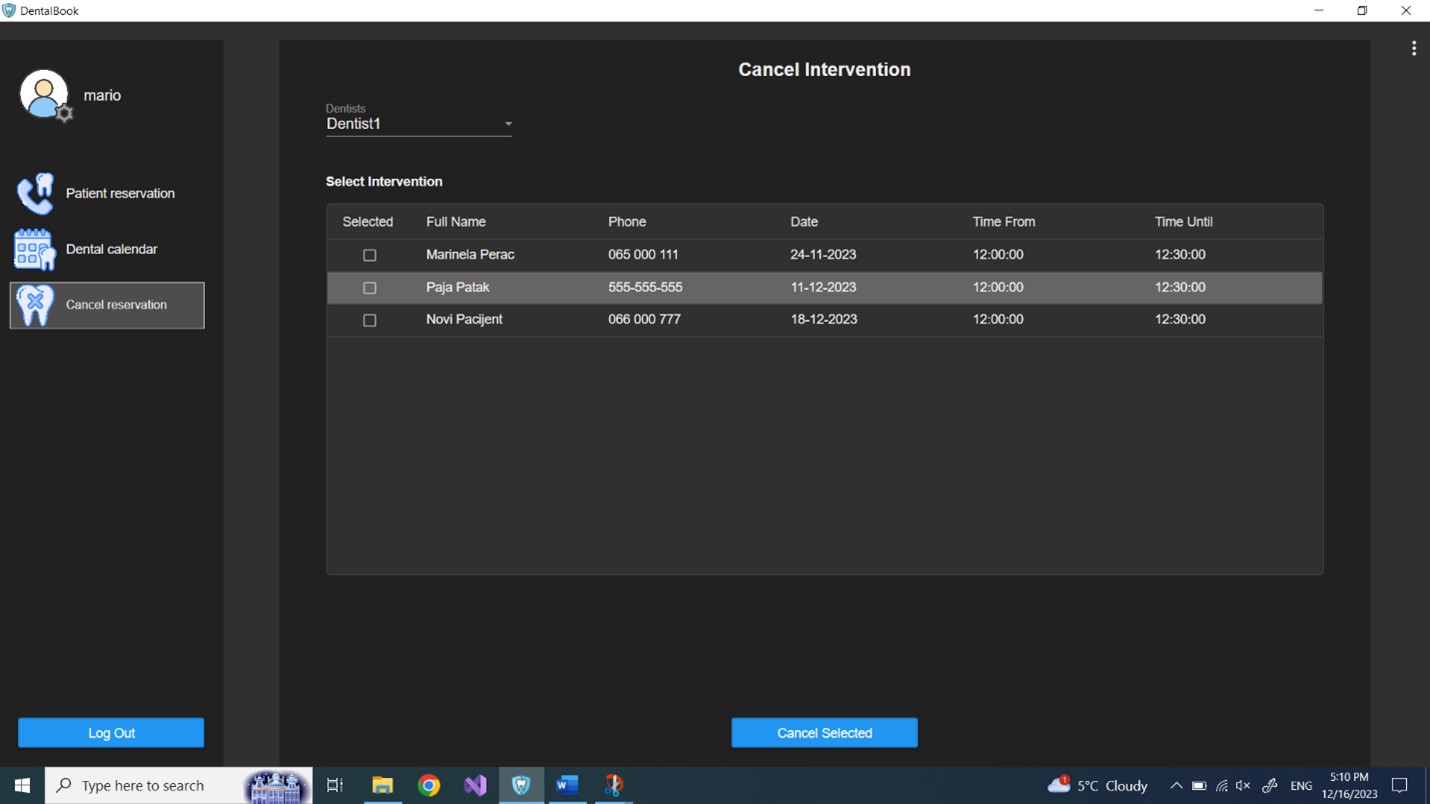 DentalBook
mario
Patient reservation
Dental calendar
Cancel reservation
Log Out
Cancel Intervention
Dentists
Dentist1
Select Intervention
Selected Full Name Phone Date Time From Time Until
Marinela Perac 065 000 111 24-11-2023 12:00:00 12:30:00
Paja Patak 555-555-555 11-12-2023 12:00:00 12:30:00
Novi Pacijent 066 000 777 18-12-2023 12:00:00 12:30:00
Cancel Selected
Type here to search
1 5°C Cloudy
ENG
5:10 PM
12/16/2023